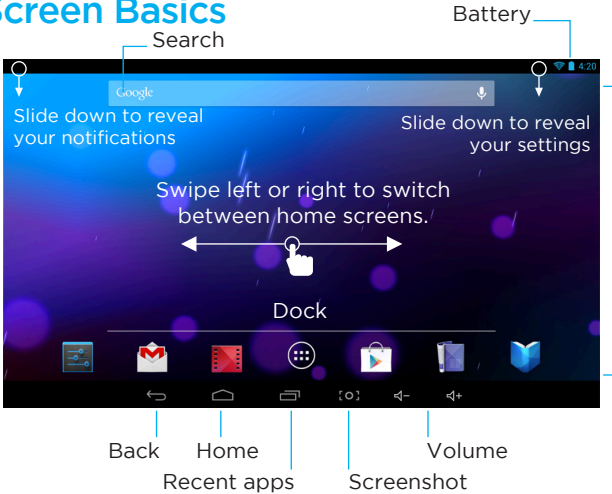 Screen Basics
Battery
Search
4:20
Google
Slide down to reveal
your notifications
Slide down to reveal
your settings
Swipe left or right to switch
between home screens.
Dock
Back
Home
Volume
Recent apps
Screenshot